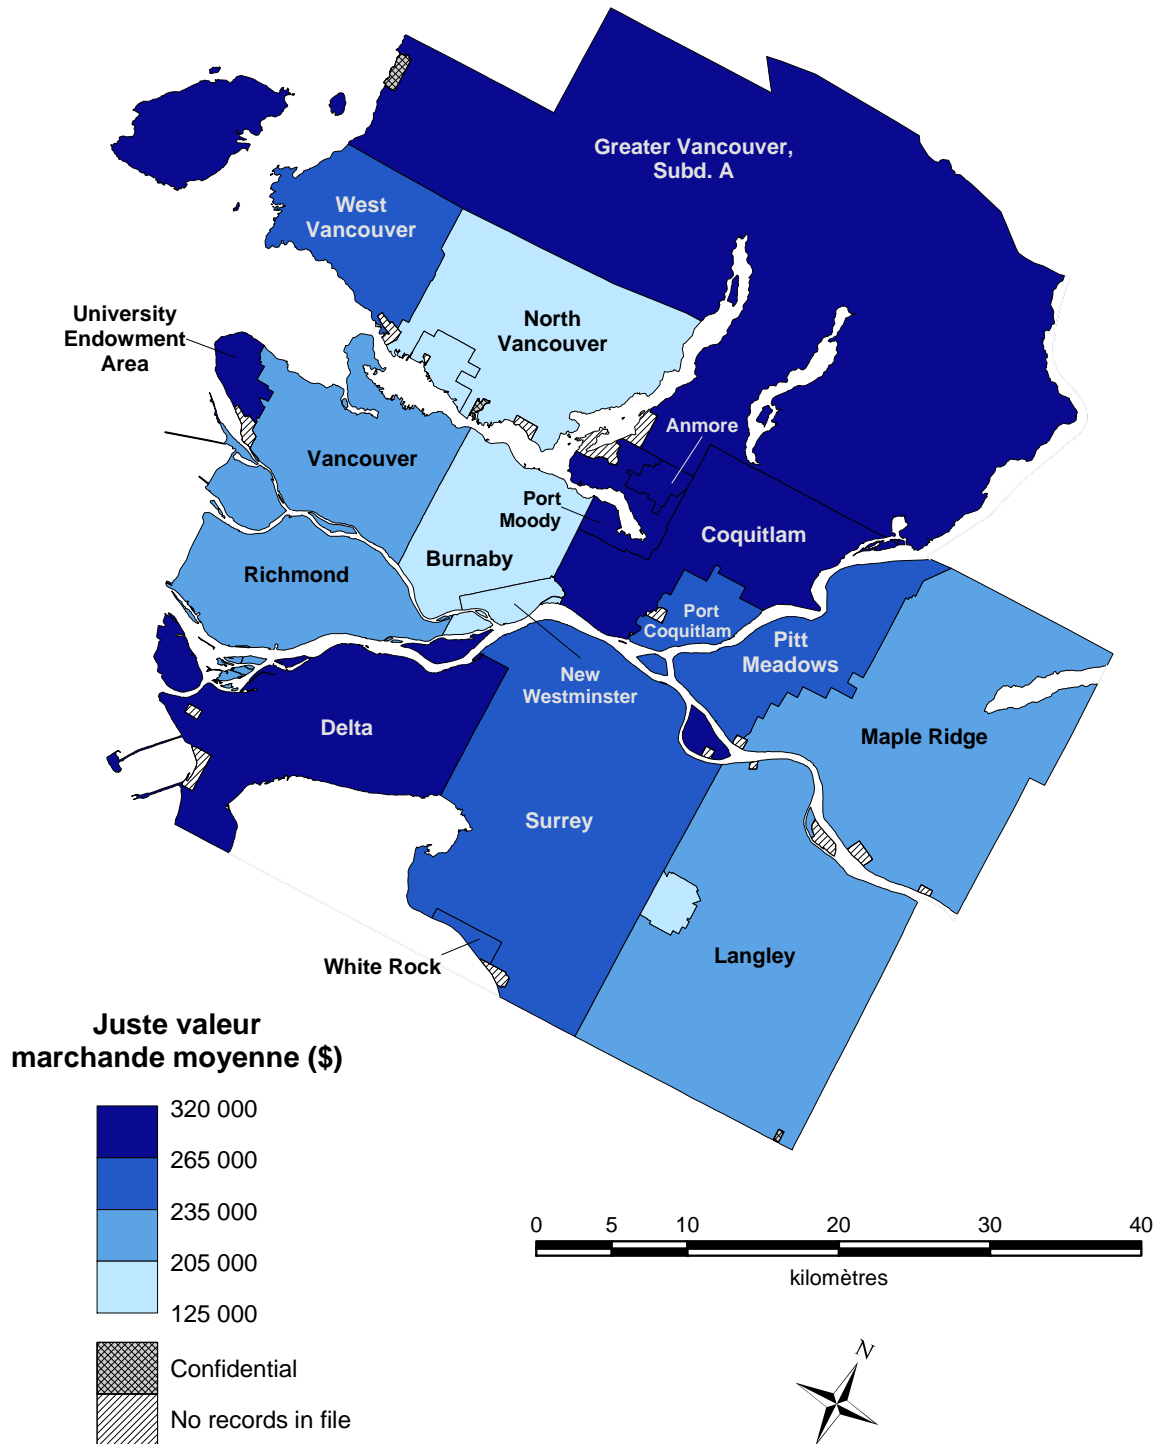 Greater Vancouver,
Subd. A
West
Vancouver
University
Endowment
Area
North
Vancouver
Anmore
Vancouver
Port
Moody
Coquitlam
Burnaby
Richmond
Port
Coquitlam
Pitt
Meadows
New
Westminster
Delta
Maple Ridge
Surrey
Langley
White Rock
Juste valeur
marchande moyenne ($)
320 000
265 000
235 000
205 000
125 000
Confidential
No records in file
0 5 10 20 30 40
kilomètres
N